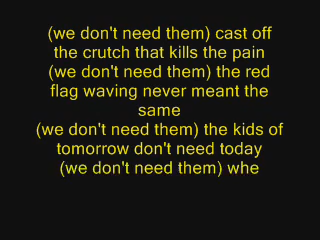 (we don't need them) cast off
the crutch that kills the pain
(we don't need them) the red
flag waving never meant the
same
(we don't need them) the kids of
tomorrow don't need today
(we don't need them) whe